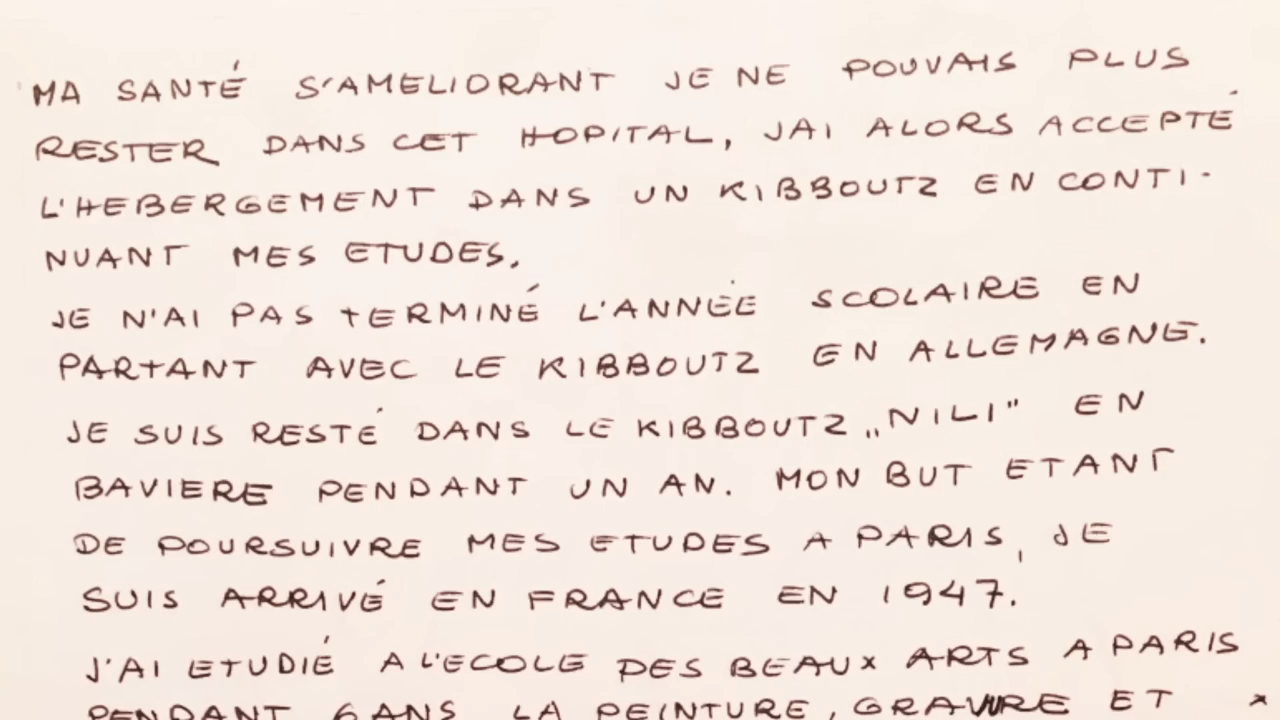 MA SANTÉ S'AMELIORANT JE NE POUVAIS PLUS
RESTER DANS CET HOPITAL, JAI ALORS ACCEPTÉ
L'HEBERGEMENT DANS UN KIBBOUTZ EN CONTI-
NUANT MES ETUDES.
JE N'AI PAS TERMINÉ L'ANNÉE SCOLAIRE EN
PARTANT AVEC LE KIBBOUTZ EN ALLEMAGNE.
JE SUIS RESTÉ DANS LE KIBBOUTZ „NILI" EN
BAVIERE PENDANT UN AN. MON BUT ETANT
DE POURSUIVRE MES ETUDES A PARIS, JE
SUIS ARRIVÉ EN FRANCE EN 1947.
J'AI ETUDIÉ A L'ECOLE DES BEAUX ARTS A PARIS
PENDANT 6 ANS LA PEINTURE, GRAVURE ET